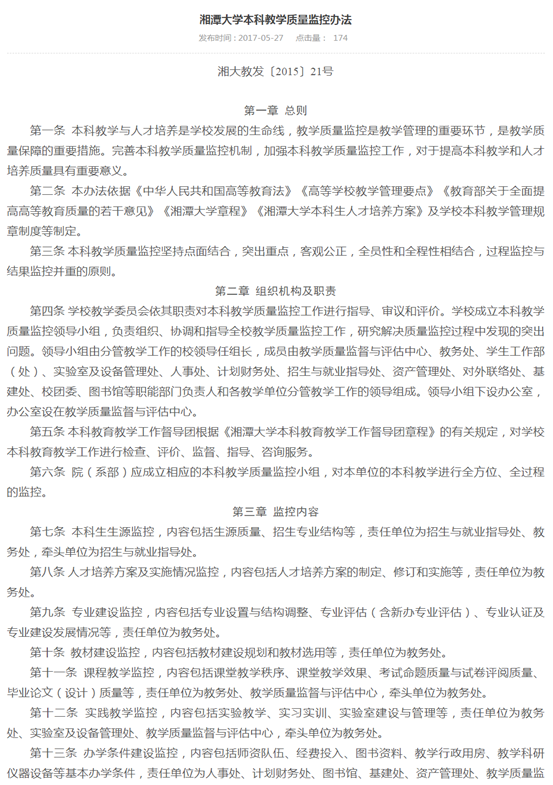 湘潭大学本科教学质量监控办法
发布时间：2017-05-27 点击量： 174
湘大教发〔2015〕21号
第一章 总则
第一条 本科教学与人才培养是学校发展的生命线，教学质量监控是教学管理的重要环节，是教学质
量保障的重要措施。完善本科教学质量监控机制，加强本科教学质量监控工作，对于提高本科教学和人才
培养质量具有重要意义。
第二条 本办法依据《中华人民共和国高等教育法》《高等学校教学管理要点》《教育部关于全面提
高高等教育质量的若干意见》《湘潭大学章程》《湘潭大学本科生人才培养方案》及学校本科教学管理规
章制度等制定。
第三条 本科教学质量监控坚持点面结合，突出重点，客观公正，全员性和全程性相结合，过程监控与
结果监控并重的原则。
第二章 组织机构及职责
第四条 学校教学委员会依其职责对本科教学质量监控工作进行指导、审议和评价。学校成立本科教学
质量监控领导小组，负责组织、协调和指导全校教学质量监控工作，研究解决质量监控过程中发现的突出
问题。领导小组由分管教学工作的校领导任组长，成员由教学质量监督与评估中心、教务处、学生工作部
（处）、实验室及设备管理处、人事处、计划财务处、招生与就业指导处、资产管理处、对外联络处、基
建处、校团委、图书馆等职能部门负责人和各教学单位分管教学工作的领导组成。领导小组下设办公室，
办公室设在教学质量监督与评估中心。
第五条 本科教育教学工作督导团根据《湘潭大学本科教育教学工作督导团章程》的有关规定，对学校
本科教育教学工作进行检查、评价、监督、指导、咨询服务。
第六条 院（系部）应成立相应的本科教学质量监控小组，对本单位的本科教学进行全方位、全过程
的监控。
第三章 监控内容
第七条 本科生生源监控，内容包括生源质量、招生专业结构等，责任单位为招生与就业指导处、教
务处，牵头单位为招生与就业指导处。
第八条 人才培养方案及实施情况监控，内容包括人才培养方案的制定、修订和实施等，责任单位为教
务处。
第九条 专业建设监控，内容包括专业设置与结构调整、专业评估（含新办专业评估）、专业认证及
专业建设发展情况等，责任单位为教务处。
第十条 教材建设监控，内容包括教材建设规划和教材选用等，责任单位为教务处。
第十一条 课程教学监控，内容包括课堂教学秩序、课堂教学效果、考试命题质量与试卷评阅质量、
毕业论文（设计）质量等，责任单位为教务处、教学质量监督与评估中心，牵头单位为教务处。
第十二条 实践教学监控，内容包括实验教学、实习实训、实验室建设与管理等，责任单位为教务
处、实验室及设备管理处、教学质量监督与评估中心，牵头单位为教务处。
第十三条 办学条件建设监控，内容包括师资队伍、经费投入、图书资料、教学行政用房、教学科研
仪器设备等基本办学条件，责任单位为人事处、计划财务处、图书馆、基建处、资产管理处、教学质量监